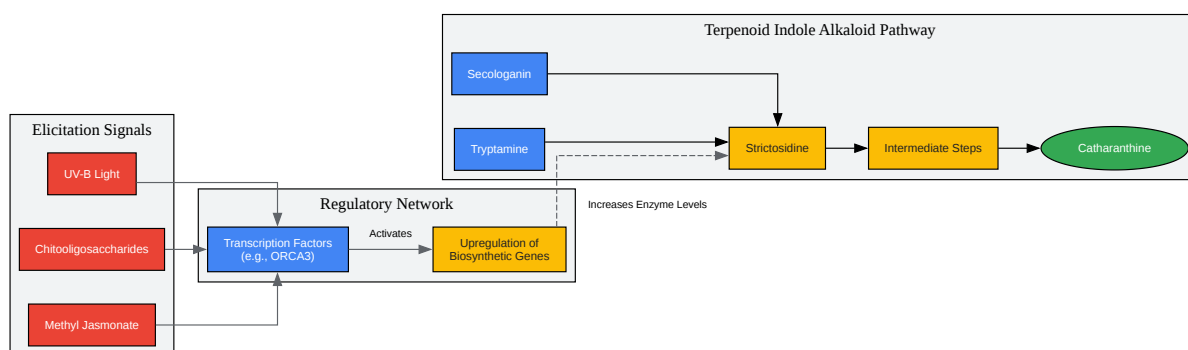 Terpenoid Indole Alkaloid Pathway
Secologanin
Tryptamine
Strictosidine
Intermediate Steps
Catharanthine
Elicitation Signals
UV-B Light
Chitooligosaccharides
Methyl Jasmonate
Regulatory Network
Transcription Factors
(e.g., ORCA3)
Activates
Upregulation of
Biosynthetic Genes
Increases Enzyme Levels